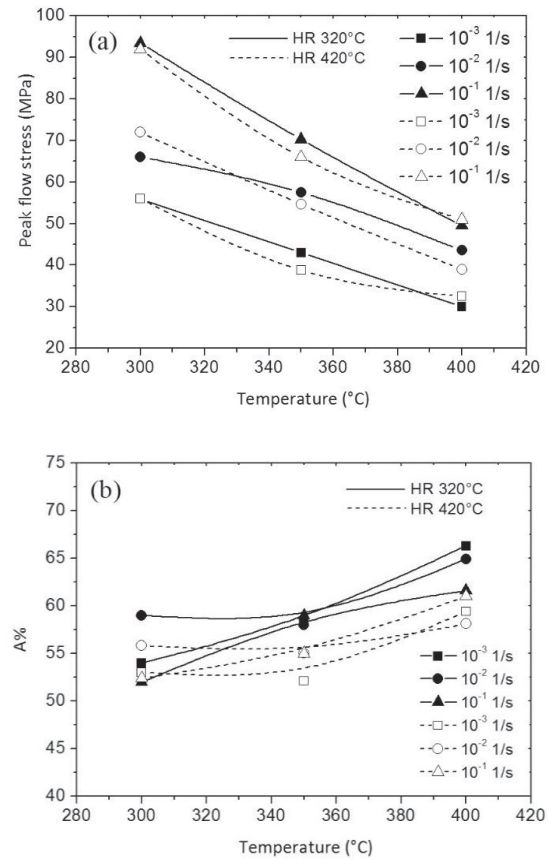 (a)
HR 320°C
HR 420°C
10⁻³ 1/s
10⁻² 1/s
10⁻¹ 1/s
10⁻³ 1/s
10⁻² 1/s
10⁻¹ 1/s
Peak flow stress (MPa)
100
90
80
70
60
50
40
30
20
280 300 320 340 360 380 400 420
Temperature (°C)
(b)
HR 320°C
HR 420°C
A%
75
70
65
60
55
50
45
40
10⁻³ 1/s
10⁻² 1/s
10⁻¹ 1/s
10⁻³ 1/s
10⁻² 1/s
10⁻¹ 1/s
280 300 320 340 360 380 400 420
Temperature (°C)